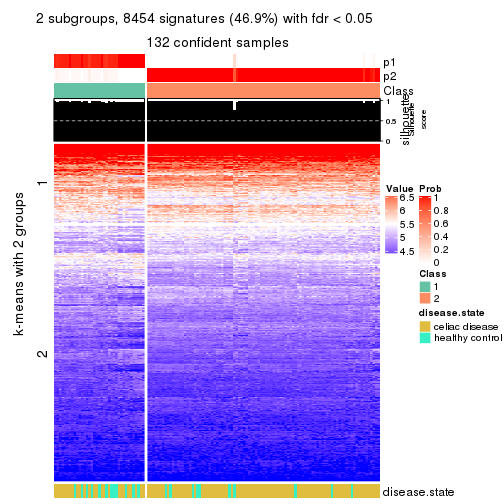 2 subgroups, 8454 signatures (46.9%) with fdr < 0.05
132 confident samples
p1
p2
Class
silhouette
Silhouette
score
1
0.5
0
k-means with 2 groups
1
2
Value
6.5
5.5
5
4.5
Prob
1
0.8
0.6
0.4
0.2
0
Class
1
2
disease.state
celiac disease
healthy control
disease.state